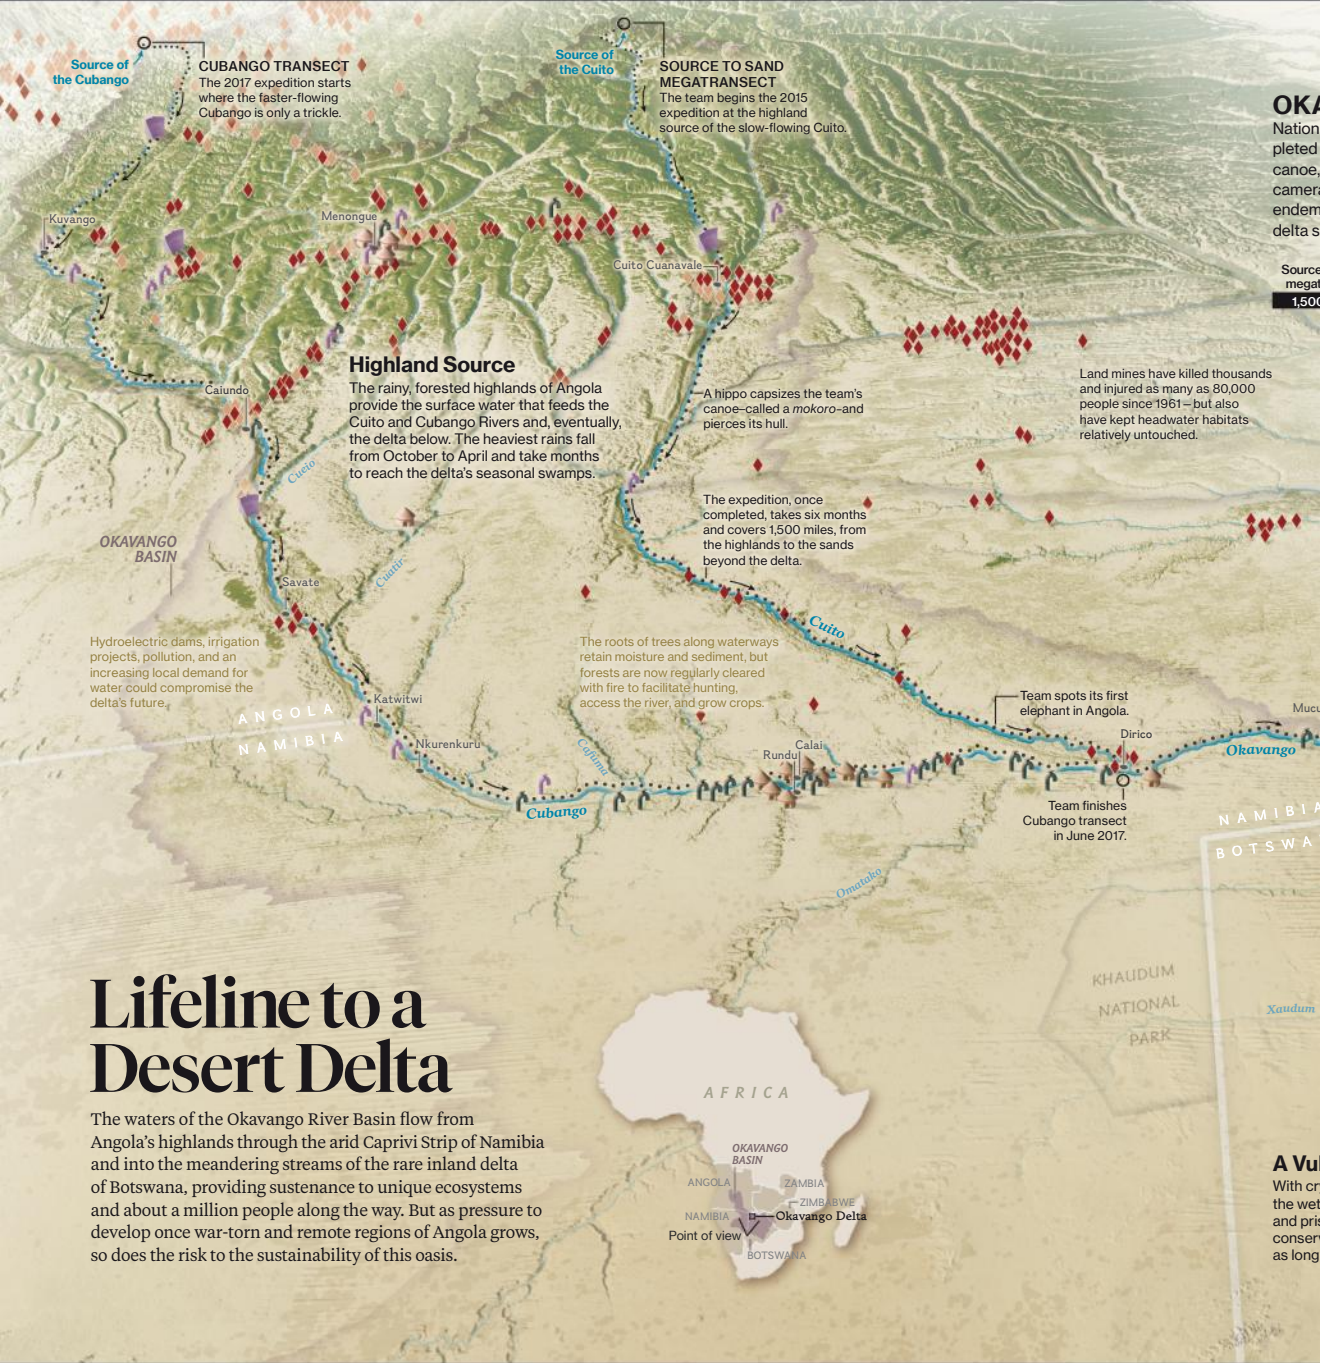 Source of
the Cubango
CUBANGO TRANSECT
The 2017 expedition starts
where the faster-flowing
Cubango is only a trickle.
Source of
the Cuito
SOURCE TO SAND
MEGATRANSECT
The team begins the 2015
expedition at the highland
source of the slow-flowing Cuito.
Nation
pleted
canoe,
camera
endem
delta s
Source
megat
1,500
Kuvango
Menongue
Cuito Cuanavale
Caiundo
Highland Source
The rainy, forested highlands of Angola
provide the surface water that feeds the
Cuito and Cubango Rivers and, eventually,
the delta below. The heaviest rains fall
from October to April and take months
to reach the delta's seasonal swamps.
A hippo capsizes the team's
canoe–called a mokoro–and
pierces its hull.
Land mines have killed thousands
and injured as many as 80,000
people since 1961—but also
have kept headwater habitats
relatively untouched.
Cueio
The expedition, once
completed, takes six months
and covers 1,500 miles, from
the highlands to the sands
beyond the delta.
OKAVANGO
BASIN
Savate
Cuatir
Cuito
Hydroelectric dams, irrigation
projects, pollution, and an
increasing local demand for
water could compromise the
delta's future.
The roots of trees along waterways
retain moisture and sediment, but
forests are now regularly cleared
with fire to facilitate hunting,
access the river, and grow crops.
ANGOLA
NAMIBIA
Katwitwi
Nkurenkuru
Cafuma
Cubango
Rundu
Calai
Team spots its first
elephant in Angola.
Dirico
Mucu
Okavango
Team finishes
Cubango transect
in June 2017.
NAMIBIA
BOTSWA
Omatako
KHAUDUM
NATIONAL
PARK
Xaudum
Lifeline to a
Desert Delta
The waters of the Okavango River Basin flow from
Angola's highlands through the arid Caprivi Strip of Namibia
and into the meandering streams of the rare inland delta
of Botswana, providing sustenance to unique ecosystems
and about a million people along the way. But as pressure to
develop once war-torn and remote regions of Angola grows,
so does the risk to the sustainability of this oasis.
AFRICA
OKAVANGO
BASIN
ANGOLA
ZAMBIA
ZIMBABWE
NAMIBIA
Okavango Delta
Point of view
BOTSWANA
A Vul
With cr
the wet
and pris
conserv
as long